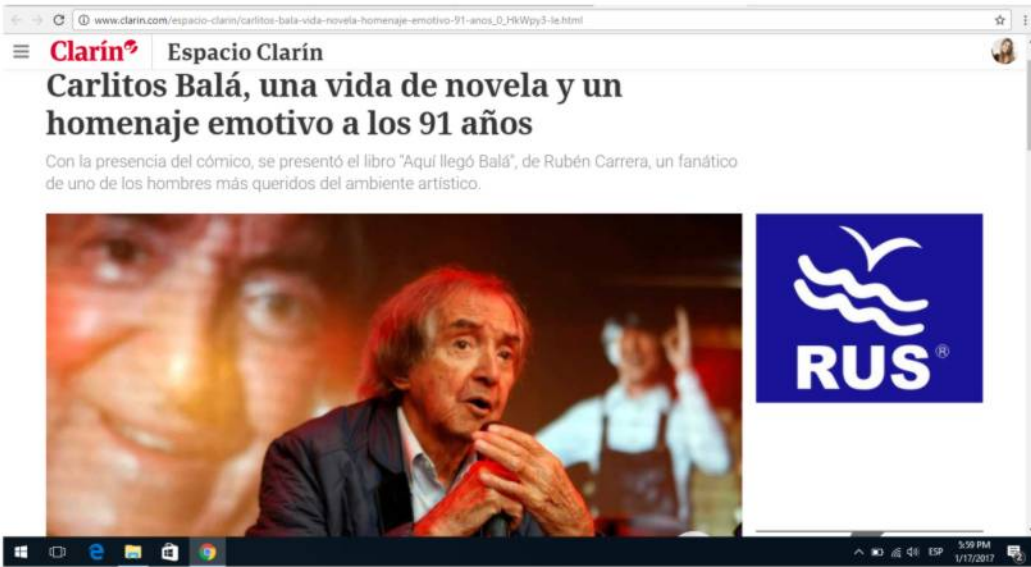 www.clarin.com/espacio-clarin/carlitos-bala-vida-novela-homenaje-emotivo-91-anos_0_HkWpy3-Ie.html
Clarín Espacio Clarín
Carlitos Balá, una vida de novela y un
homenaje emotivo a los 91 años
Con la presencia del cómico, se presentó el libro "Aquí llegó Balá", de Rubén Carrera, un fanático
de uno de los hombres más queridos del ambiente artístico.
RUS®
ESP
5:59 PM
1/17/2017
2